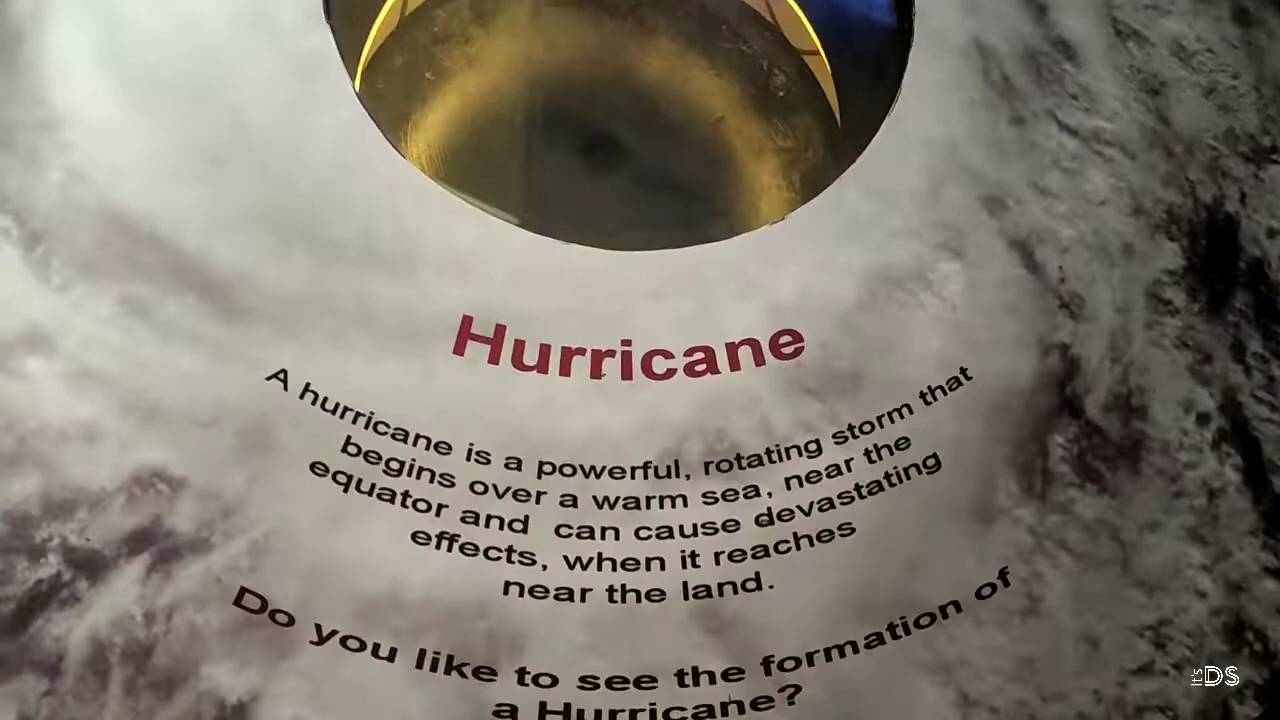 Hurricane
A hurricane is a powerful, rotating storm that
begins over a warm sea, near the
equator and can cause devastating
effects, when it reaches
near the land.
Do you like to see the formation of
a Hurricane?
It's DS